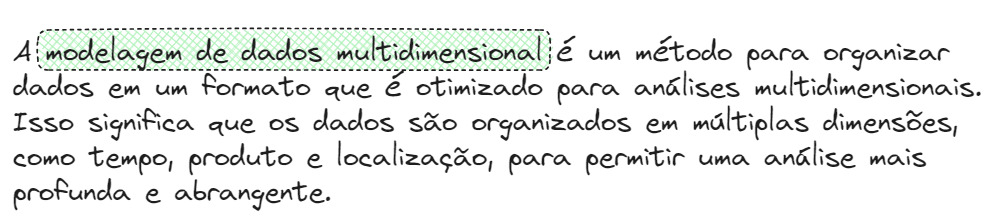 A modelagem de dados multidimensional é um método para organizar
dados em um formato que é otimizado para análises multidimensionais.
Isso significa que os dados são organizados em múltiplas dimensões,
como tempo, produto e localização, para permitir uma análise mais
profunda e abrangente.